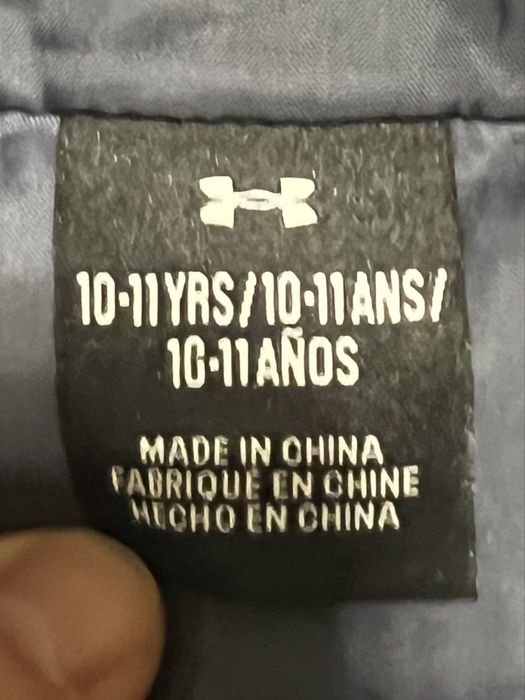 10-11 YRS/10-11 ANS/
10-11 AÑOS
MADE IN CHINA
FABRIQUÉ EN CHINE
HECHO EN CHINA